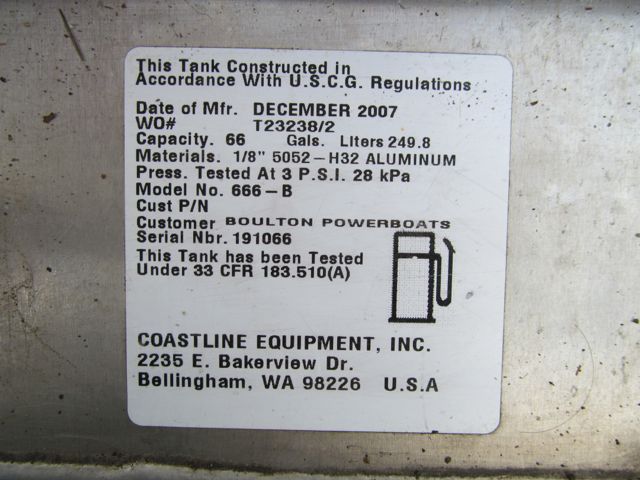 This Tank Constructed in
Accordance With U.S.C.G. Regulations
Date of Mfr. DECEMBER 2007
WO# T23238/2
Capacity. 66 Gals. Liters 249.8
Materials. 1/8" 5052-H32 ALUMINUM
Press. Tested At 3 P.S.I. 28 kPa
Model No. 666-B
Cust P/N
Customer BOULTON POWERBOATS
Serial Nbr. 191066
This Tank has been Tested
Under 33 CFR 183.510(A)
COASTLINE EQUIPMENT, INC.
2235 E. Bakerview Dr.
Bellingham, WA 98226 U.S.A